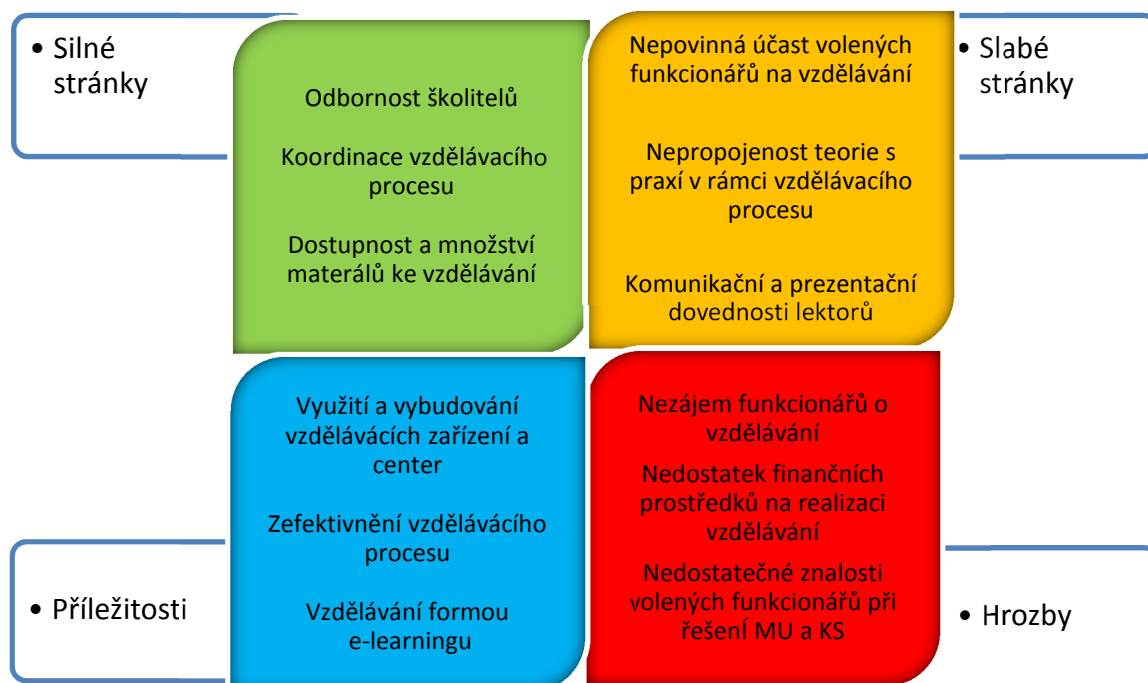 • Silné
stránky
Odbornost školitelů
Koordinace vzdělávacího
procesu
Dostupnost a množství
materálů ke vzdělávání
Nepovinná účast volených
funkcionářů na vzdělávání
Nepropojenost teorie s
praxí v rámci vzdělávacího
procesu
Komunikační a prezentační
dovednosti lektorů
• Slabé
stránky
• Příležitosti
Využití a vybudování
vzdělávácích zařízení a
center
Zefektivnění vzdělávácího
procesu
Vzdělávání formou
e-learningu
Nezájem funkcionářů o
vzdělávání
Nedostatek finančních
prostředků na realizaci
vzdělávání
Nedostatečné znalosti
volených funkcionářů při
řešení MU a KS
• Hrozby